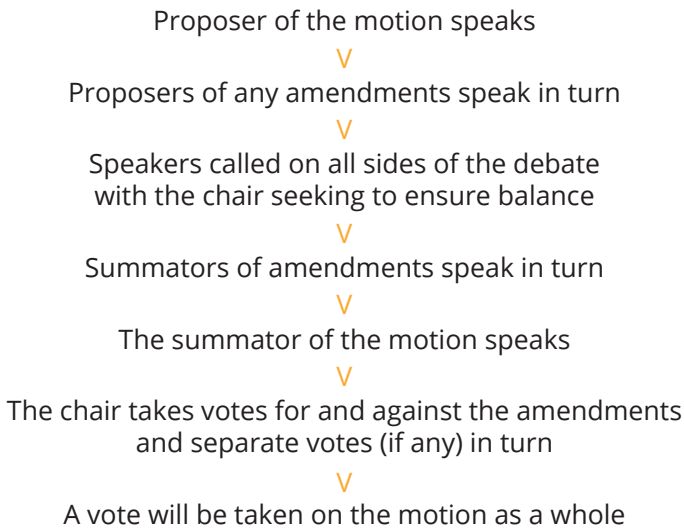 Proposer of the motion speaks
V
Proposers of any amendments speak in turn
V
Speakers called on all sides of the debate
with the chair seeking to ensure balance
V
Summators of amendments speak in turn
V
The summator of the motion speaks
V
The chair takes votes for and against the amendments
and separate votes (if any) in turn
V
A vote will be taken on the motion as a whole